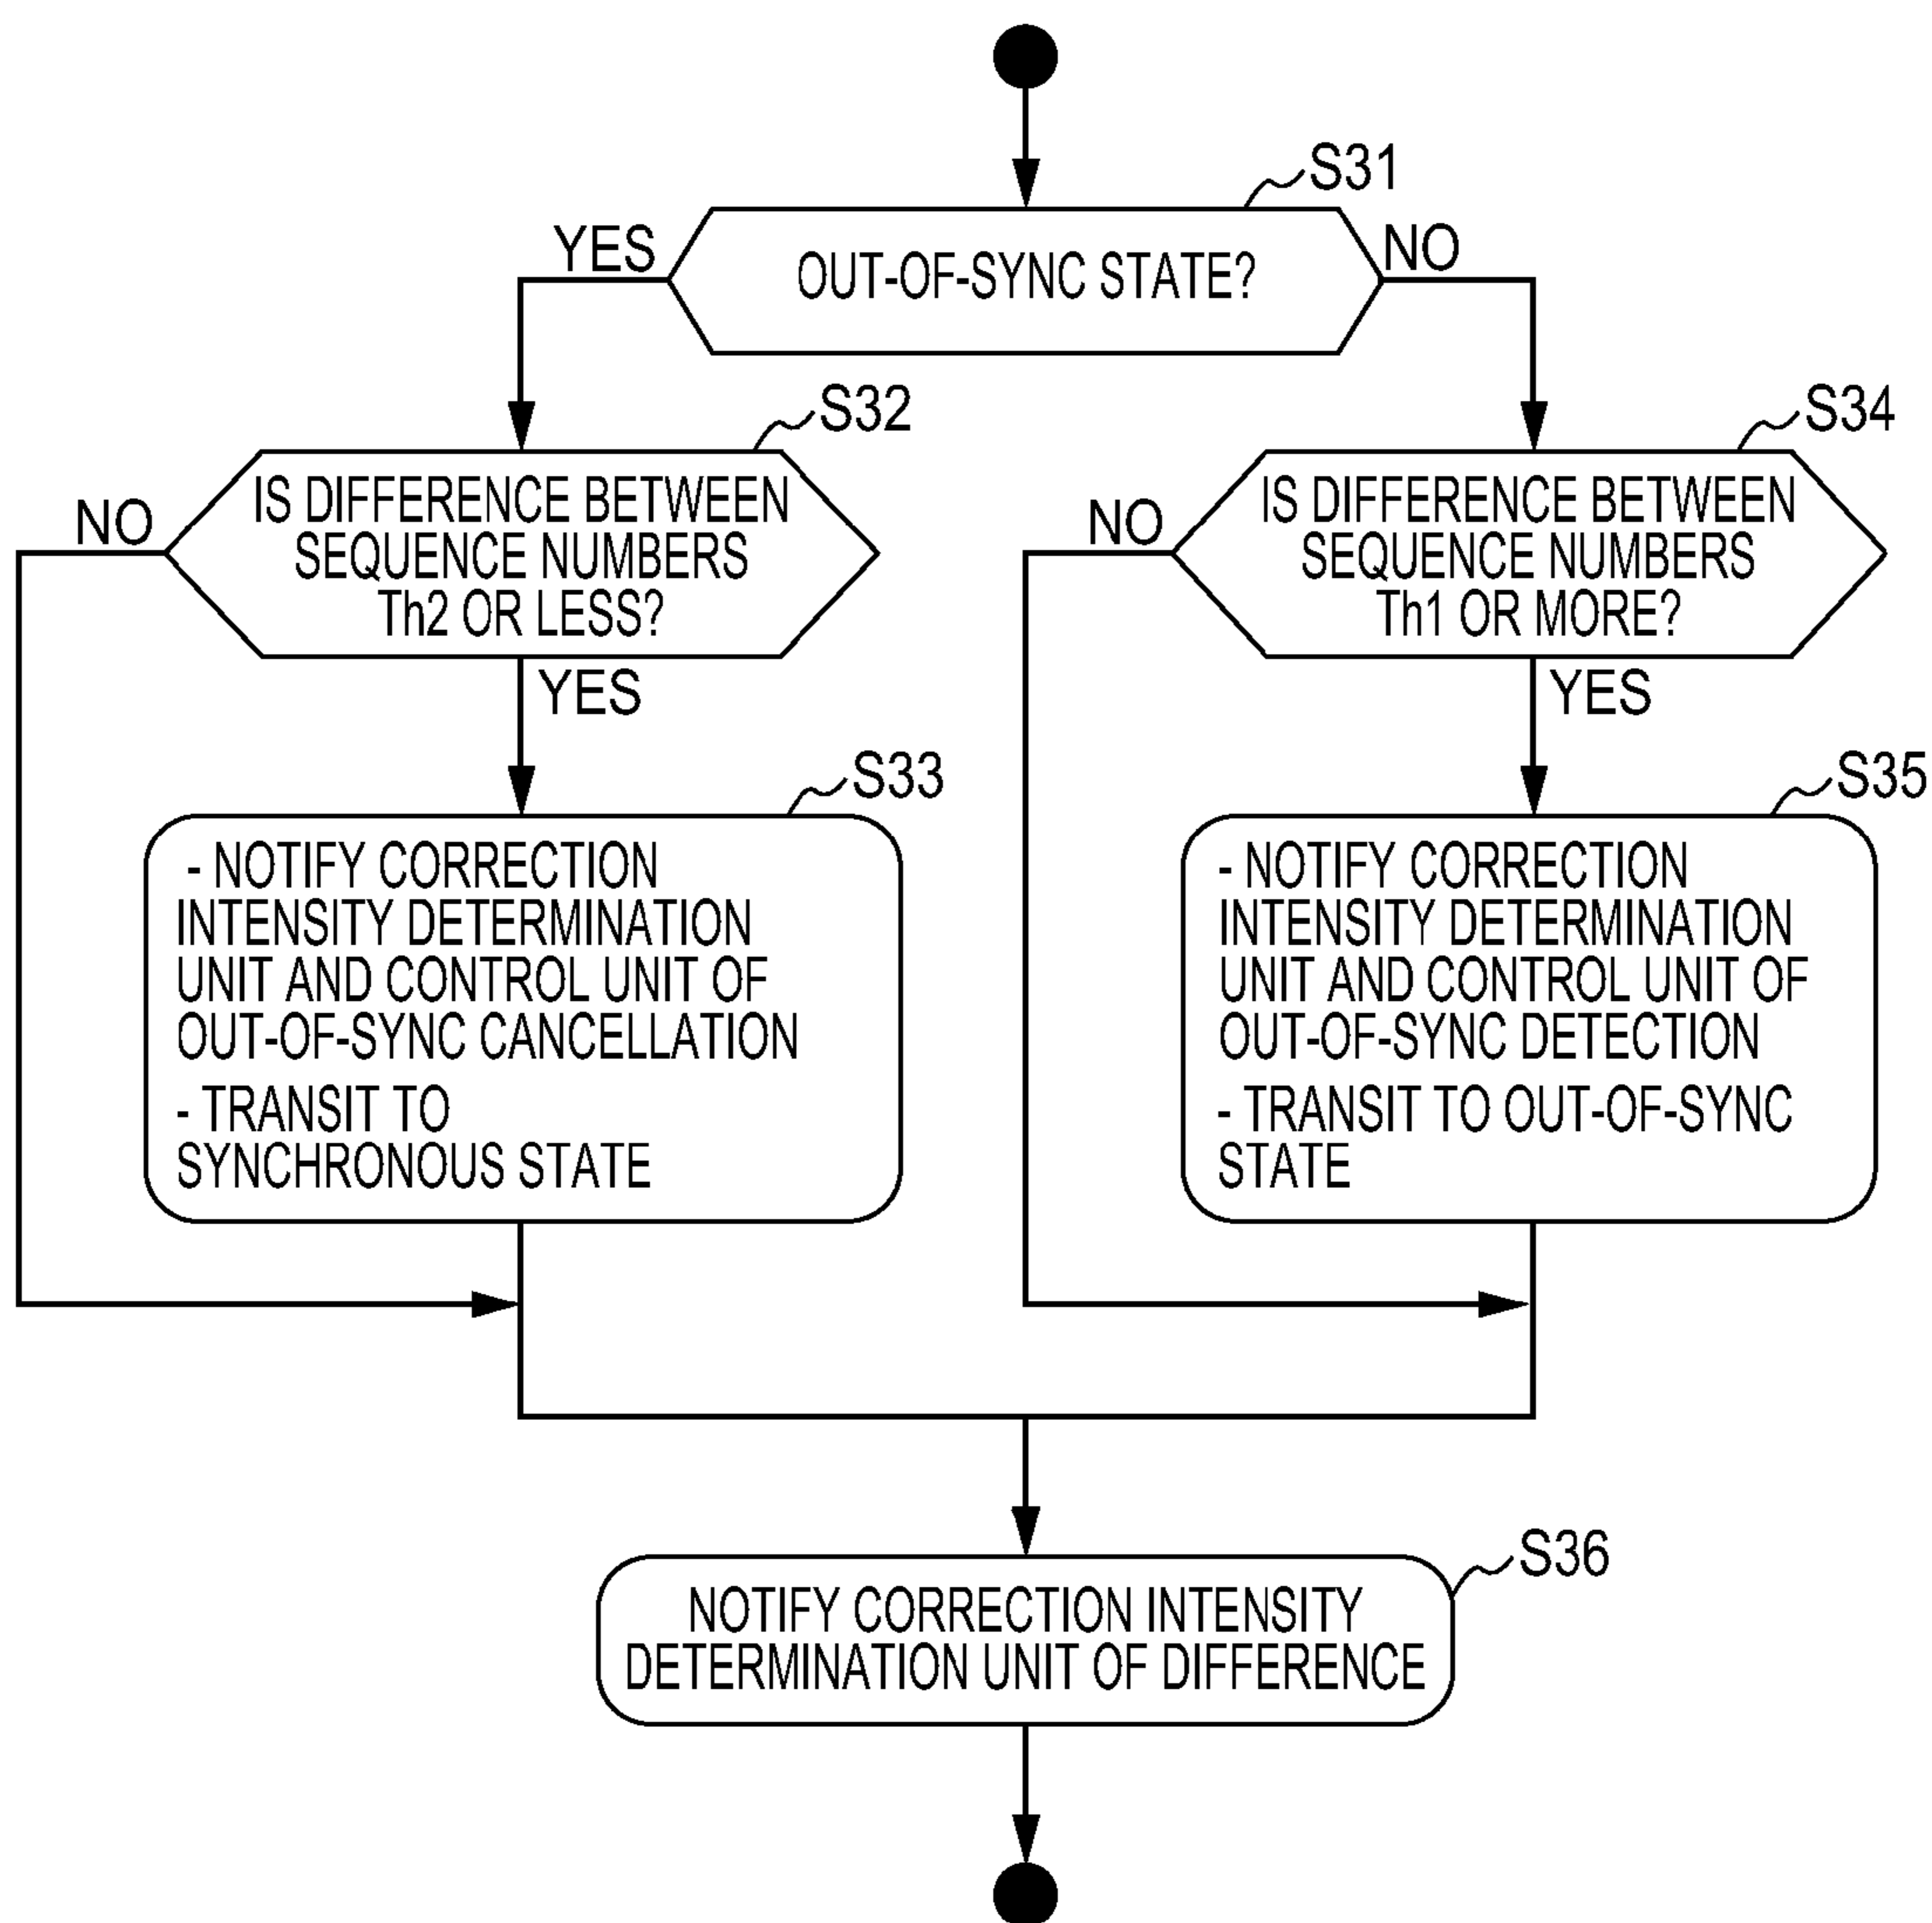 S31
YES
NO
OUT-OF-SYNC STATE?
S32
S34
NO
IS DIFFERENCE BETWEEN
SEQUENCE NUMBERS
Th2 OR LESS?
YES
NO
IS DIFFERENCE BETWEEN
SEQUENCE NUMBERS
Th1 OR MORE?
YES
S33
- NOTIFY CORRECTION
INTENSITY DETERMINATION
UNIT AND CONTROL UNIT OF
OUT-OF-SYNC CANCELLATION
- TRANSIT TO
SYNCHRONOUS STATE
S35
- NOTIFY CORRECTION
INTENSITY DETERMINATION
UNIT AND CONTROL UNIT OF
OUT-OF-SYNC DETECTION
- TRANSIT TO OUT-OF-SYNC
STATE
S36
NOTIFY CORRECTION INTENSITY
DETERMINATION UNIT OF DIFFERENCE